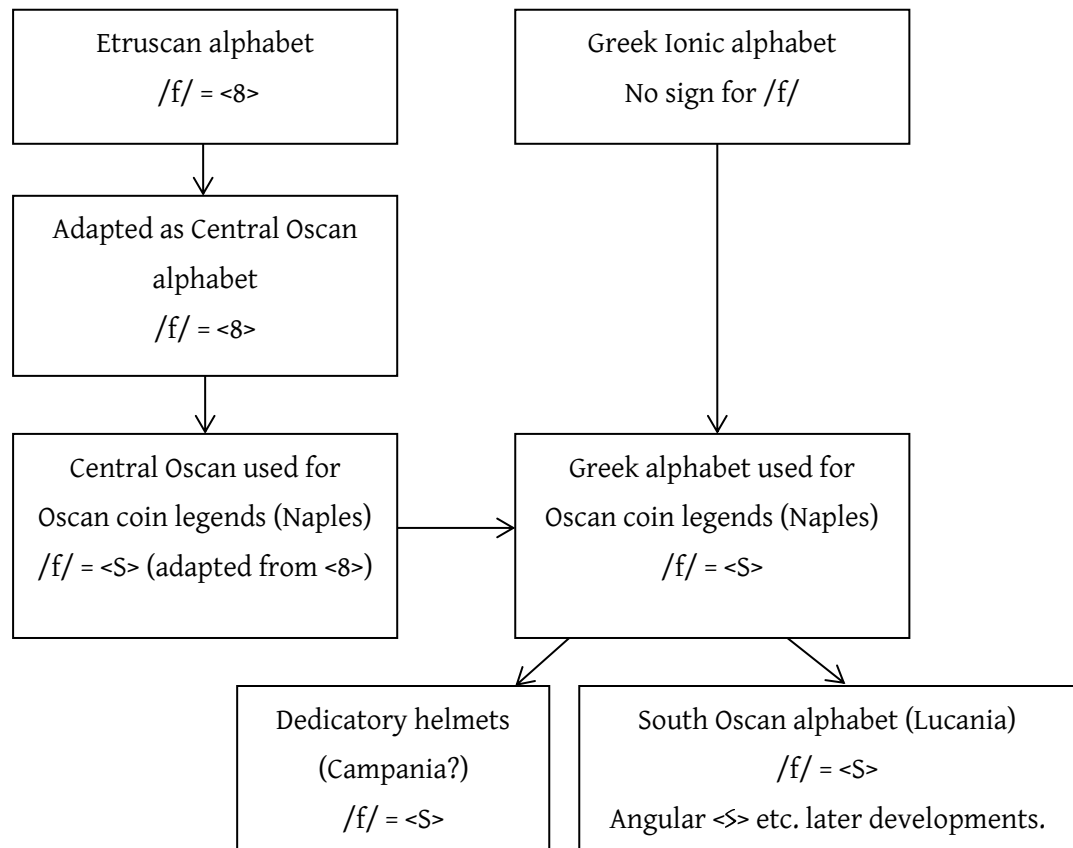 Etruscan alphabet
/f/ = <8>
Greek Ionic alphabet
No sign for /f/
Adapted as Central Oscan
alphabet
/f/ = <8>
Central Oscan used for
Oscan coin legends (Naples)
/f/ = <S> (adapted from <8>)
Greek alphabet used for
Oscan coin legends (Naples)
/f/ = <S>
Dedicatory helmets
(Campania?)
/f/ = <S>
South Oscan alphabet (Lucania)
/f/ = <S>
Angular <S> etc. later developments.